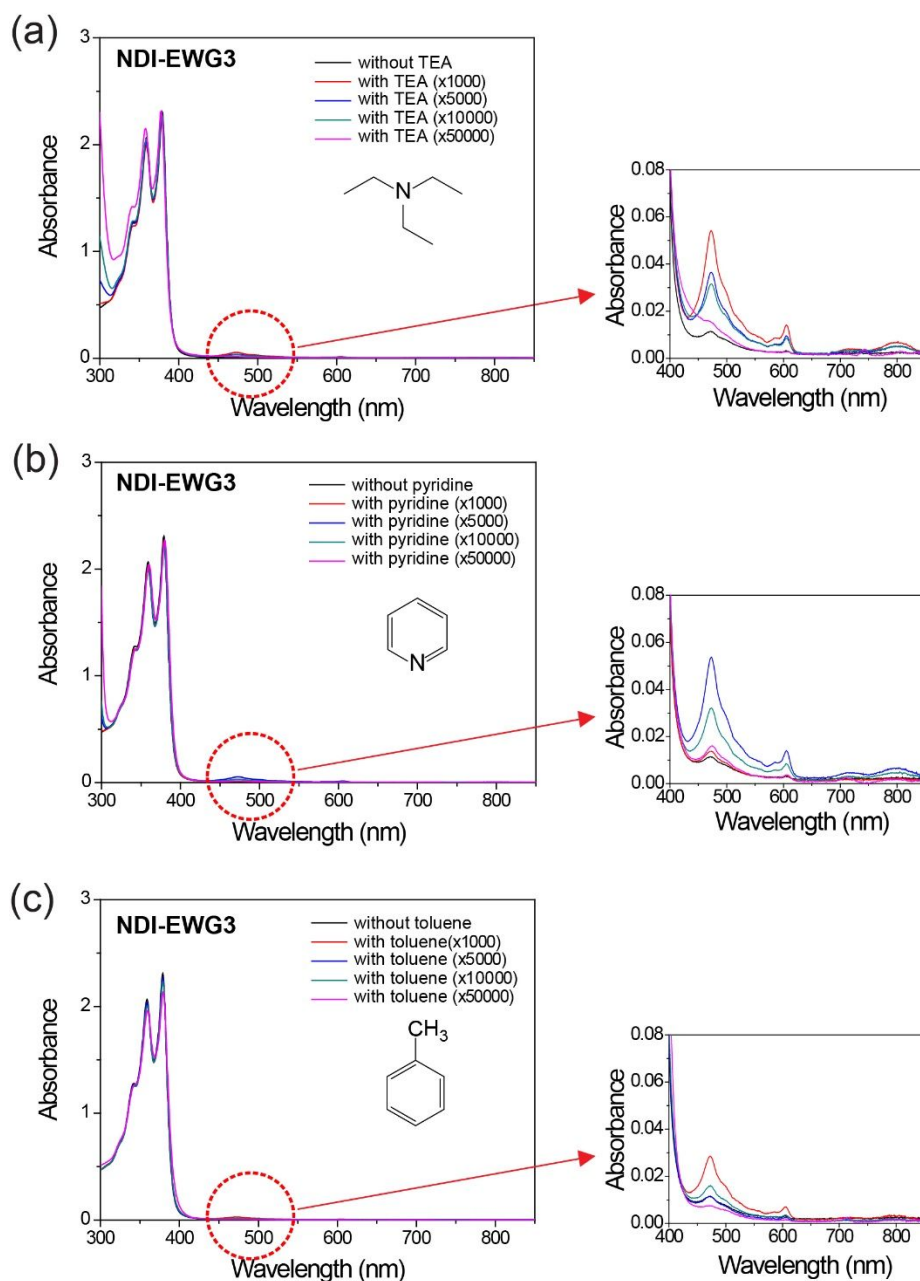 (a)
NDI-EWG3
without TEA
with TEA (x1000)
with TEA (x5000)
with TEA (x10000)
with TEA (x50000)
N
Absorbance
3
2
1
0
300 400 500 600 700 800
Wavelength (nm)
Absorbance
0.08
0.06
0.04
0.02
0.00
400 500 600 700 800
Wavelength (nm)
(b)
NDI-EWG3
without pyridine
with pyridine (x1000)
with pyridine (x5000)
with pyridine (x10000)
with pyridine (x50000)
N
Absorbance
3
2
1
0
300 400 500 600 700 800
Wavelength (nm)
Absorbance
0.08
0.06
0.04
0.02
0.00
400 500 600 700 800
Wavelength (nm)
(c)
NDI-EWG3
without toluene
with toluene(x1000)
with toluene (x5000)
with toluene (x10000)
with toluene (x50000)
CH3
Absorbance
3
2
1
0
300 400 500 600 700 800
Wavelength (nm)
Absorbance
0.08
0.06
0.04
0.02
0.00
400 500 600 700 800
Wavelength (nm)